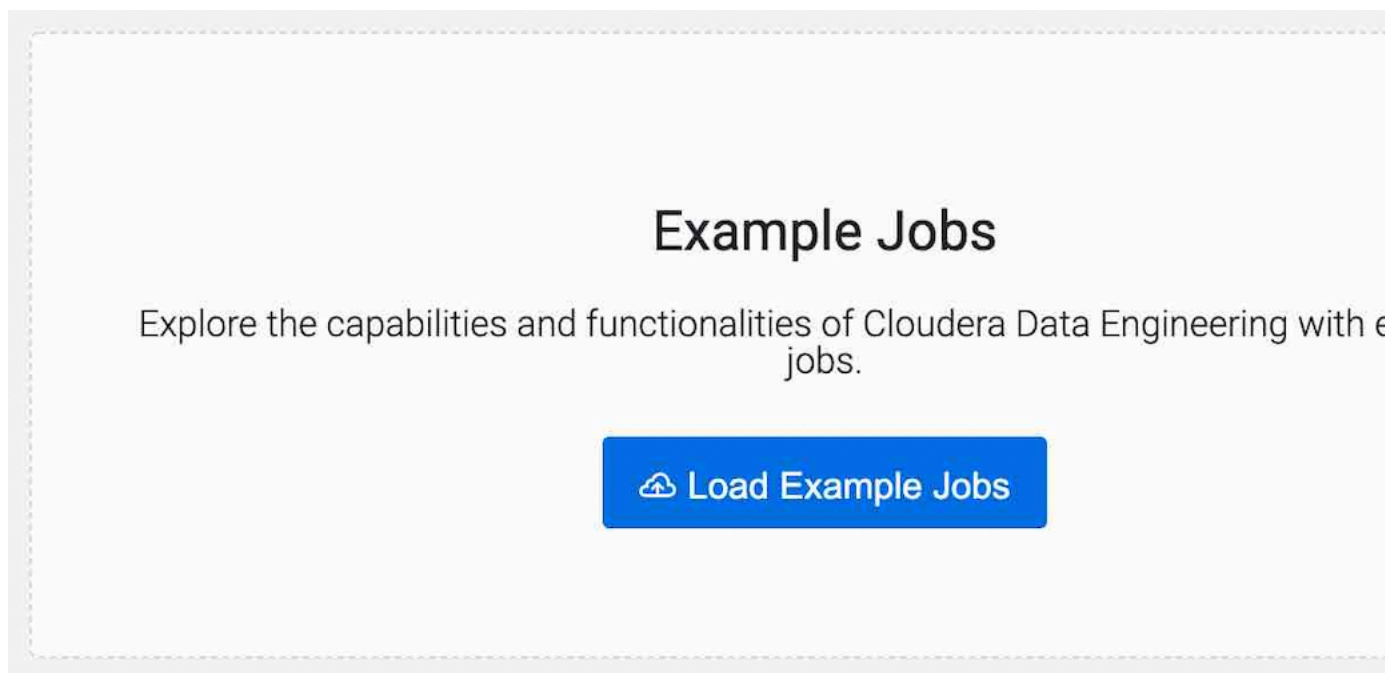 Example Jobs
Explore the capabilities and functionalities of Cloudera Data Engineering with
jobs.
Load Example Jobs